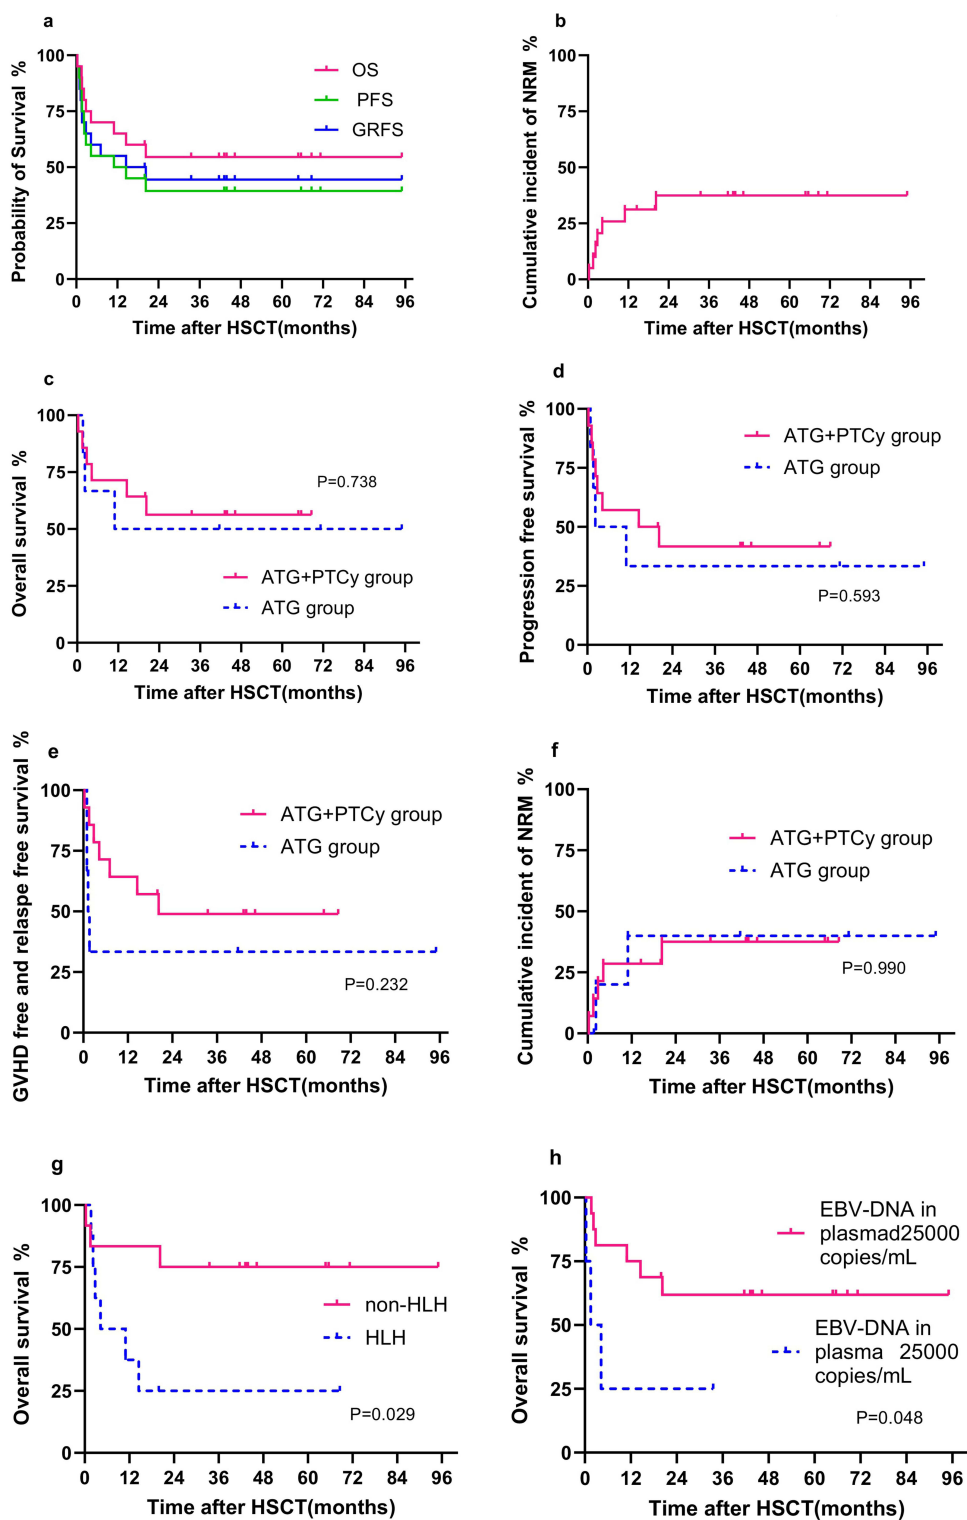 a
Probability of Survival %
100
75
50
25
0
OS
PFS
GRFS
0 12 24 36 48 60 72 84 96
Time after HSCT(months)
b
Cumulative incident of NRM %
100
75
50
25
0
0 12 24 36 48 60 72 84 96
Time after HSCT(months)
c
Overall survival %
100
75
50
25
0
P=0.738
ATG+PTCy group
ATG group
0 12 24 36 48 60 72 84 96
Time after HSCT(months)
d
Progression free survival %
100
75
50
25
0
ATG+PTCy group
ATG group
P=0.593
0 12 24 36 48 60 72 84 96
Time after HSCT(months)
e
GVHD free and relaspe free survival %
100
75
50
25
0
ATG+PTCy group
ATG group
P=0.232
0 12 24 36 48 60 72 84 96
Time after HSCT(months)
f
Cumulative incident of NRM %
100
75
50
25
0
ATG+PTCy group
ATG group
P=0.990
0 12 24 36 48 60 72 84 96
Time after HSCT(months)
g
Overall survival %
100
75
50
25
0
non-HLH
HLH
P=0.029
0 12 24 36 48 60 72 84 96
Time after HSCT(months)
h
Overall survival %
100
75
50
25
0
EBV-DNA in
plasmad25000
copies/mL
EBV-DNA in
plasma 25000
copies/mL
P=0.048
0 12 24 36 48 60 72 84 96
Time after HSCT(months)